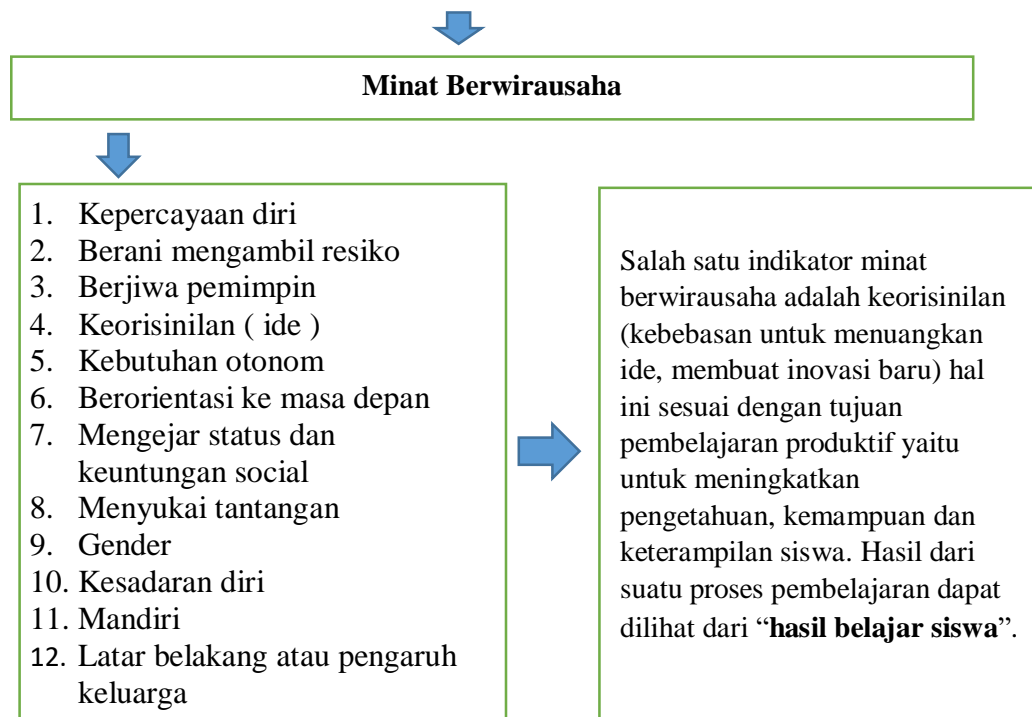 Minat Berwirausaha
1. Kepercayaan diri
2. Berani mengambil resiko
3. Berjiwa pemimpin
4. Keorisinilan ( ide )
5. Kebutuhan otonom
6. Berorientasi ke masa depan
7. Mengejar status dan
keuntungan social
8. Menyukai tantangan
9. Gender
10. Kesadaran diri
11. Mandiri
12. Latar belakang atau pengaruh
keluarga
Salah satu indikator minat
berwirausaha adalah keorisinilan
(kebebasan untuk menuangkan
ide, membuat inovasi baru) hal
ini sesuai dengan tujuan
pembelajaran produktif yaitu
untuk meningkatkan
pengetahuan, kemampuan dan
keterampilan siswa. Hasil dari
suatu proses pembelajaran dapat
dilihat dari “hasil belajar siswa”.